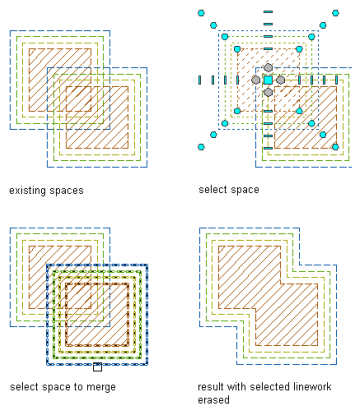 existing spaces
select space
select space to merge
result with selected linework
erased